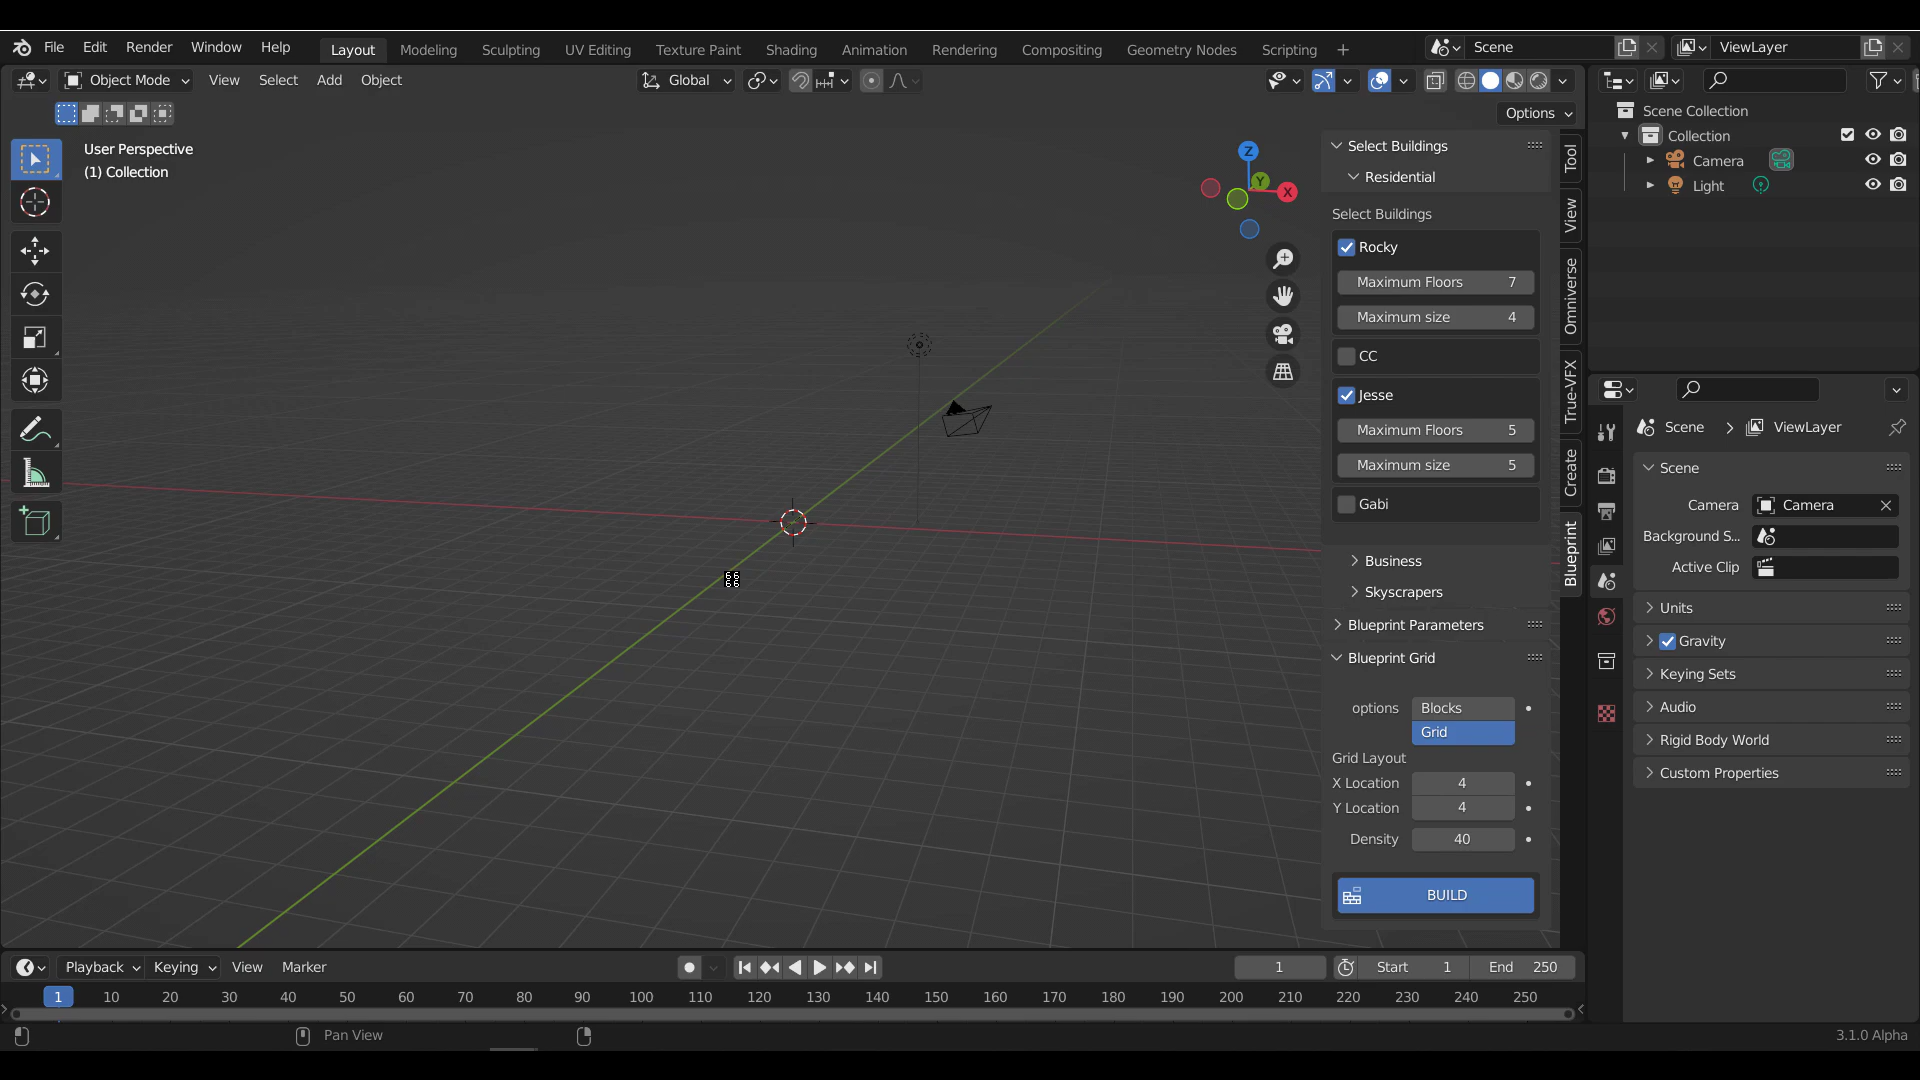 File Edit Render Window Help Layout Modeling Sculpting UV Editing Texture Paint Shading Animation Rendering Compositing Geometry Nodes Scripting + Scene ViewLayer
Object Mode View Select Add Object Global
Options
User Perspective
(1) Collection
Z
Y
X
Select Buildings
Residential
Select Buildings
Rocky
Maximum Floors 7
Maximum size 4
CC
Jesse
Maximum Floors 5
Maximum size 5
Gabi
Business
Skyscrapers
Blueprint Parameters
Blueprint Grid
options Blocks
Grid
Grid Layout
X Location 4
Y Location 4
Density 40
BUILD
Tool
View
Omniverse
True-VFX
Create
Blueprint
Scene Collection
Collection
Camera
Light
Scene > ViewLayer
Scene
Camera Camera
Background S...
Active Clip
Units
Gravity
Keying Sets
Audio
Rigid Body World
Custom Properties
Playback Keying View Marker 1 Start 1 End 250
1 10 20 30 40 50 60 70 80 90 100 110 120 130 140 150 160 170 180 190 200 210 220 230 240 250
Pan View 3.1.0 Alpha